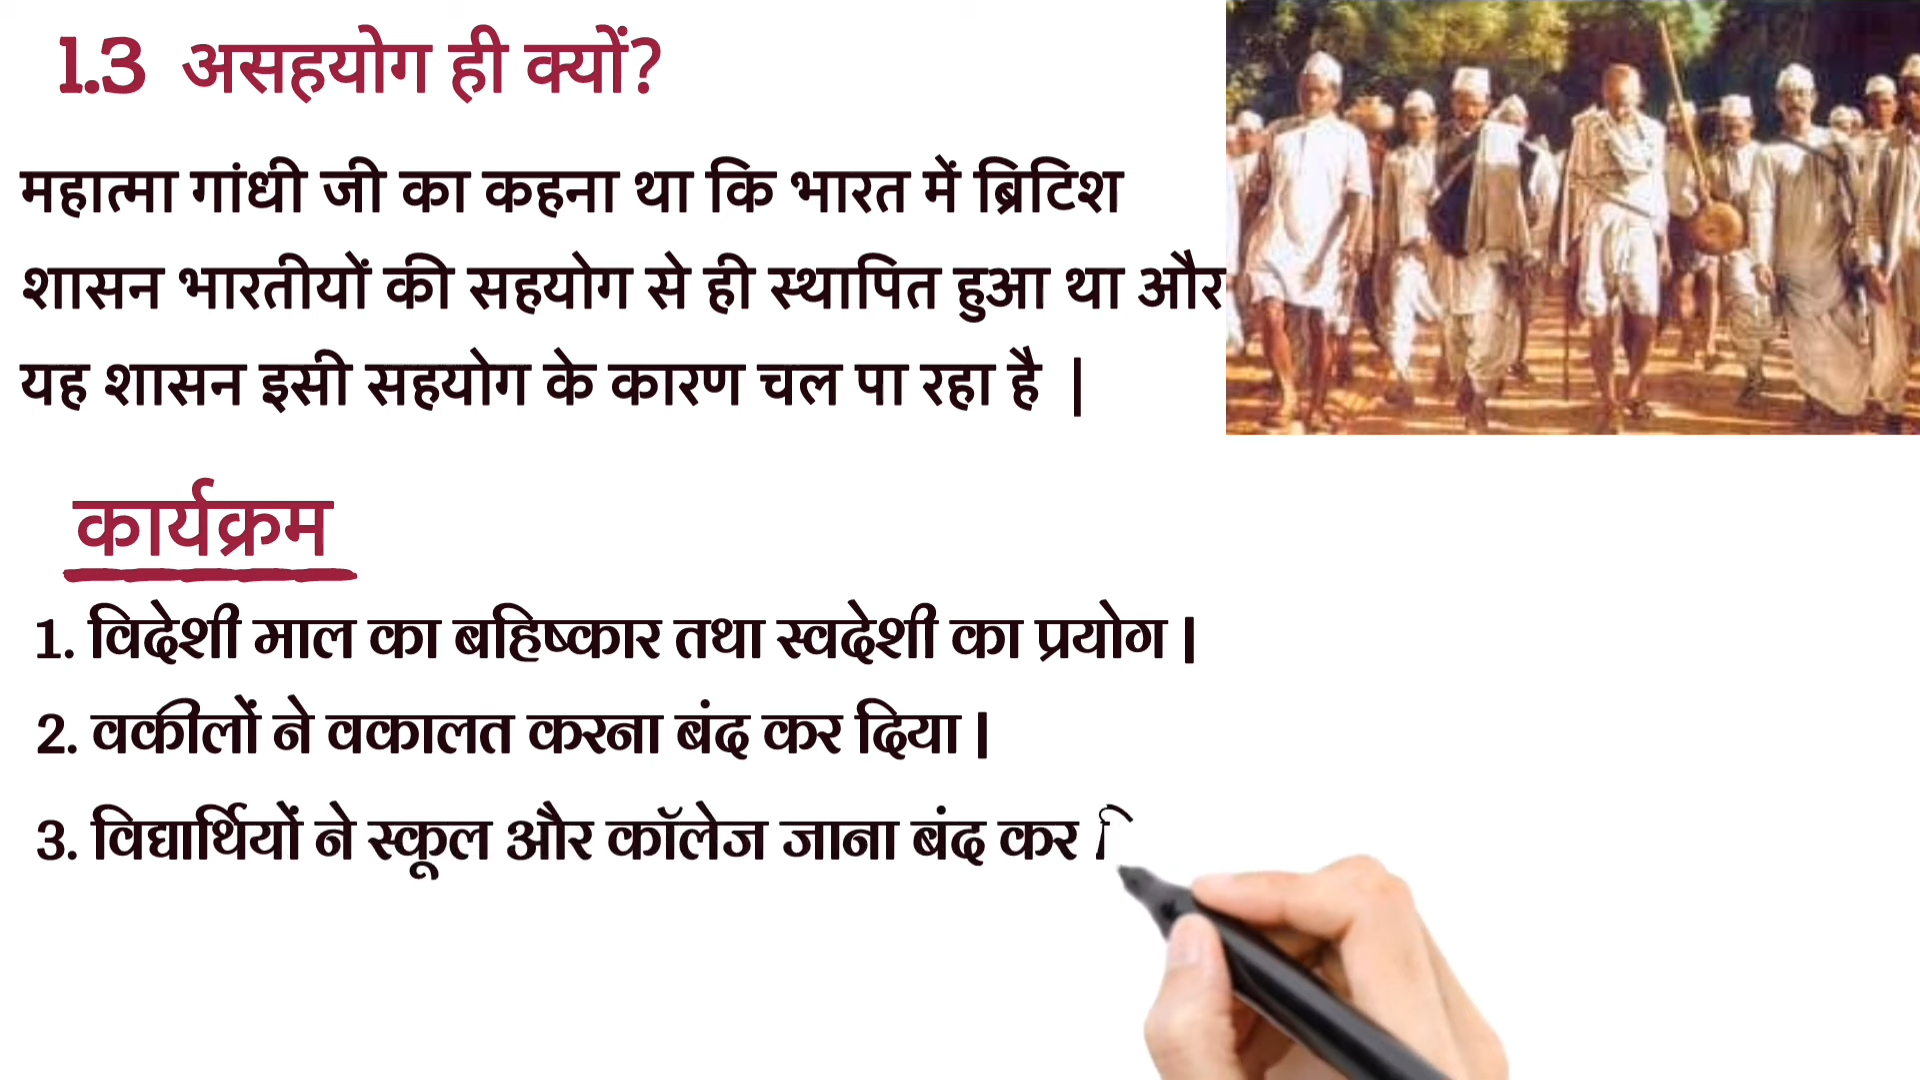 1.3 असहयोग ही क्यों?
महात्मा गांधी जी का कहना था कि भारत में ब्रिटिश
शासन भारतीयों की सहयोग से ही स्थापित हुआ था और
यह शासन इसी सहयोग के कारण चल पा रहा है |
कार्यक्रम
1. विदेशी माल का बहिष्कार तथा स्वदेशी का प्रयोग |
2. वकीलों ने वकालत करना बंद कर दिया |
3. विद्यार्थियों ने स्कूल और कॉलेज जाना बंद कर